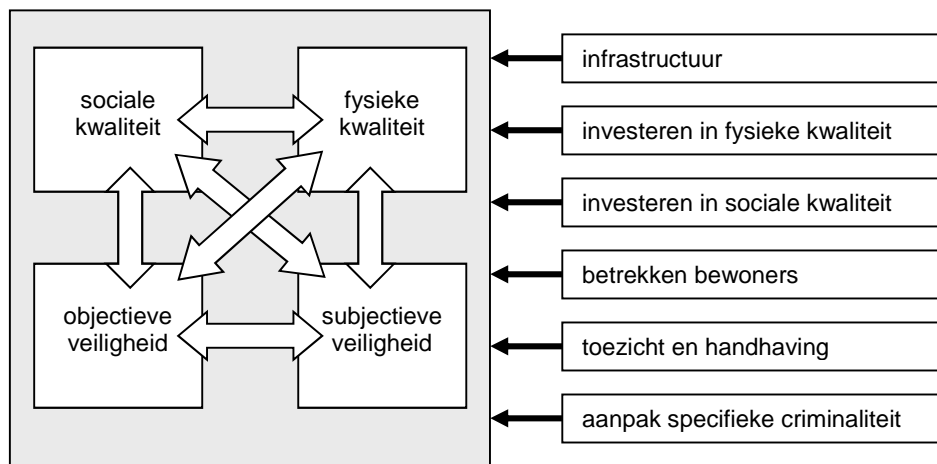 sociale
kwaliteit
fysieke
kwaliteit
objectieve
veiligheid
subjectieve
veiligheid
infrastructuur
investeren in fysieke kwaliteit
investeren in sociale kwaliteit
betrekken bewoners
toezicht en handhaving
aanpak specifieke criminaliteit